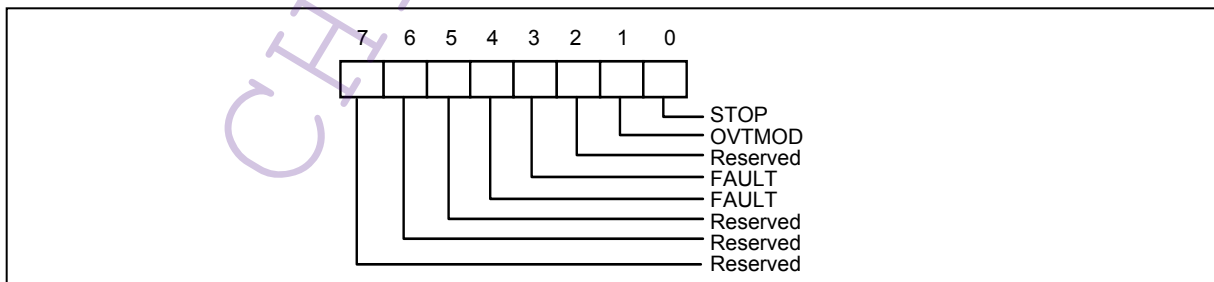 7 6 5 4 3 2 1 0
STOP
OVTMOD
Reserved
FAULT
FAULT
Reserved
Reserved
Reserved